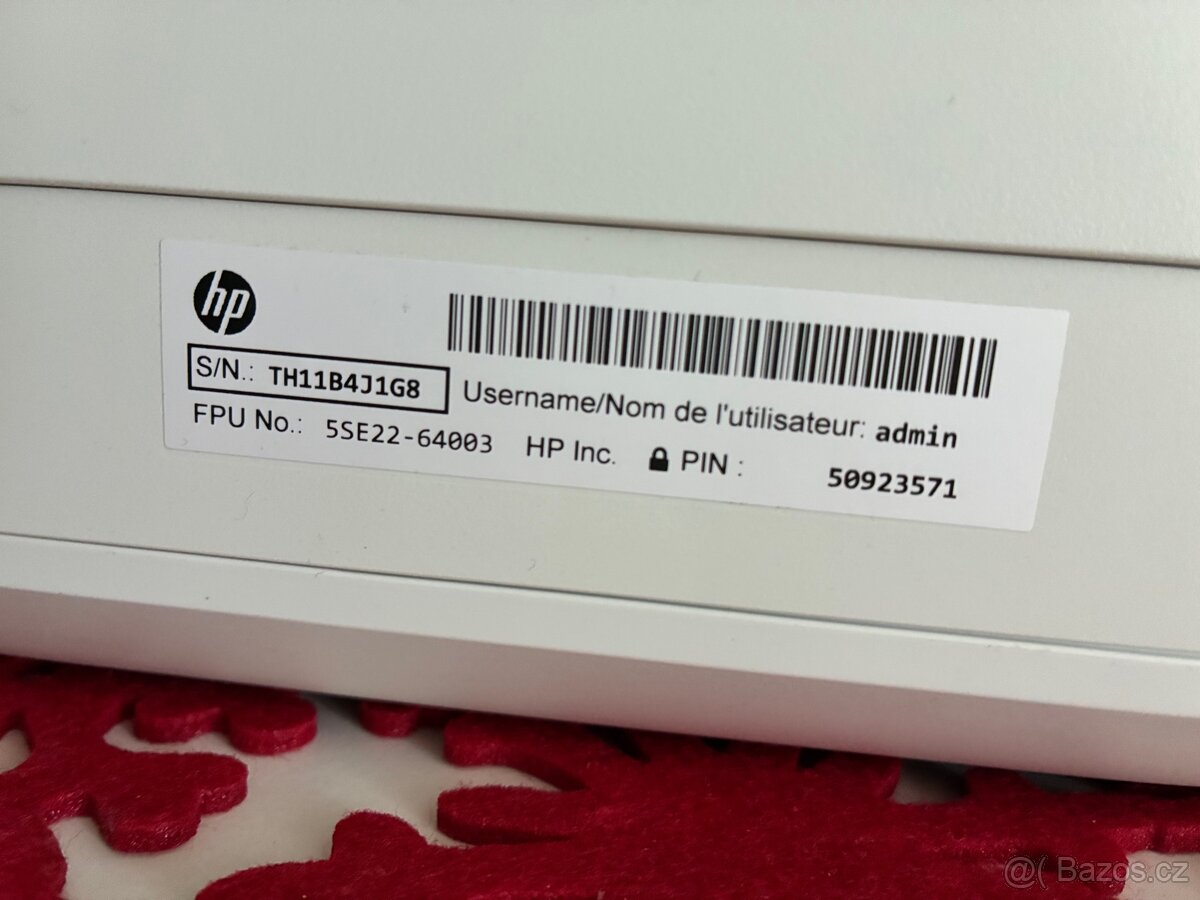 hp
S/N.: TH11B4J1G8
Username/Nom de l'utilisateur: admin
FPU No.: 5SE22-64003 HP Inc. PIN : 50923571
@( Bazos.cz